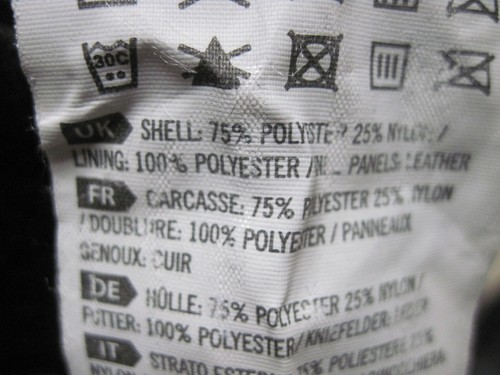 30C
UK SHELL: 75% POLYESTER 25% NYLON /
LINING: 100% POLYESTER / PANELS: LEATHER
FR CARCASSE: 75% PLYESTER 25% NYLON
/ DOUBLURE: 100% POLYESTER / PANNEAUX
GENOUX: CUIR
DE HÜLLE: 75% POLYESTER 25% NYLON /
FUTTER: 100% POLYESTER/ KNIEFELDER: LEDER
IT STRATO 75% POLIESTERE 25%